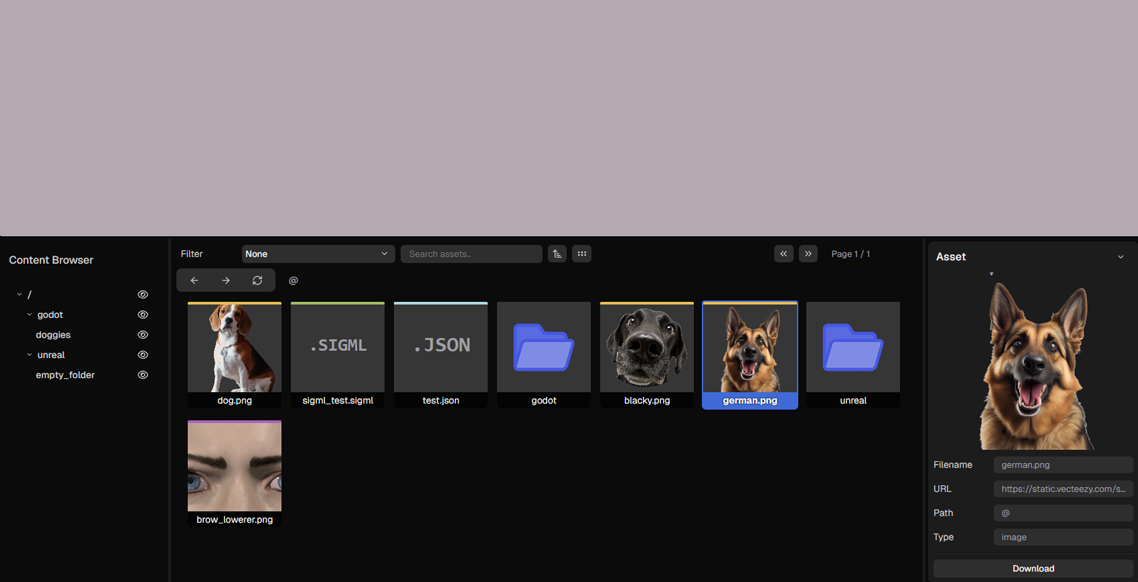 Content Browser
/
godot
doggies
unreal
empty_folder
Filter
None
Search assets..
Page 1 / 1
@
dog.png
.SIGML
sigml_test.sigml
.JSON
test.json
godot
blacky.png
german.png
unreal
brow_lowerer.png
Asset
Filename
german.png
URL
https://static.vecteezy.com/s...
Path
@
Type
image
Download